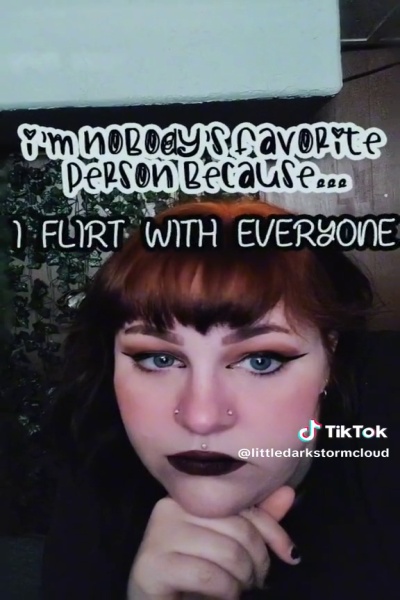 i'm nobody's favorite
person because...
I FLIRT WITH EVERYONE
TikTok
@littledarkstormcloud